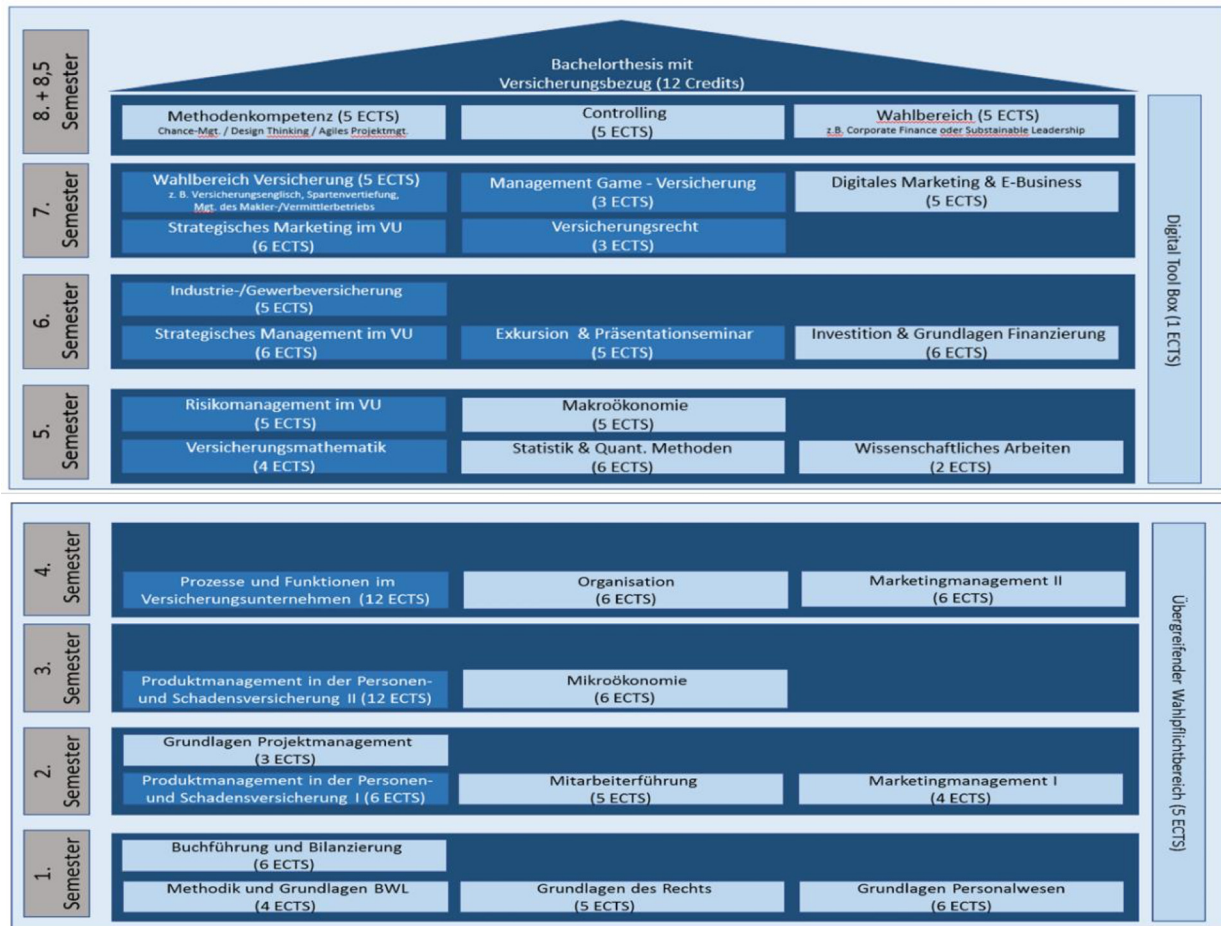 8. + 8,5
Semester
Bachelorthesis mit
Versicherungsbezug (12 Credits)
Methodenkompetenz (5 ECTS)
Chance-Mgt. / Design Thinking / Agiles Projektmgt.
Controlling
(5 ECTS)
Wahlbereich (5 ECTS)
z.B. Corporate Finance oder Substainable Leadership
7.
Semester
Wahlbereich Versicherung (5 ECTS)
z. B. Versicherungsenglisch, Spartenvertiefung,
Mgt. des Makler-/Vermittlerbetriebs
Management Game - Versicherung
(3 ECTS)
Digitales Marketing & E-Business
(5 ECTS)
Strategisches Marketing im VU
(6 ECTS)
Versicherungsrecht
(3 ECTS)
6.
Semester
Industrie-/Gewerbeversicherung
(5 ECTS)
Strategisches Management im VU
(6 ECTS)
Exkursion & Präsentationseminar
(5 ECTS)
Investition & Grundlagen Finanzierung
(6 ECTS)
5.
Semester
Risikomanagement im VU
(5 ECTS)
Makroökonomie
(5 ECTS)
Versicherungsmathematik
(4 ECTS)
Statistik & Quant. Methoden
(6 ECTS)
Wissenschaftliches Arbeiten
(2 ECTS)
Digital Tool Box (1 ECTS)
4.
Semester
Prozesse und Funktionen im
Versicherungsunternehmen (12 ECTS)
Organisation
(6 ECTS)
Marketingmanagement II
(6 ECTS)
3.
Semester
Produktmanagement in der Personen-
und Schadensversicherung II (12 ECTS)
Mikroökonomie
(6 ECTS)
2.
Semester
Grundlagen Projektmanagement
(3 ECTS)
Produktmanagement in der Personen-
und Schadensversicherung I (6 ECTS)
Mitarbeiterführung
(5 ECTS)
Marketingmanagement I
(4 ECTS)
1.
Semester
Buchführung und Bilanzierung
(6 ECTS)
Methodik und Grundlagen BWL
(4 ECTS)
Grundlagen des Rechts
(5 ECTS)
Grundlagen Personalwesen
(6 ECTS)
Übergreifender Wahlpflichtbereich (5 ECTS)